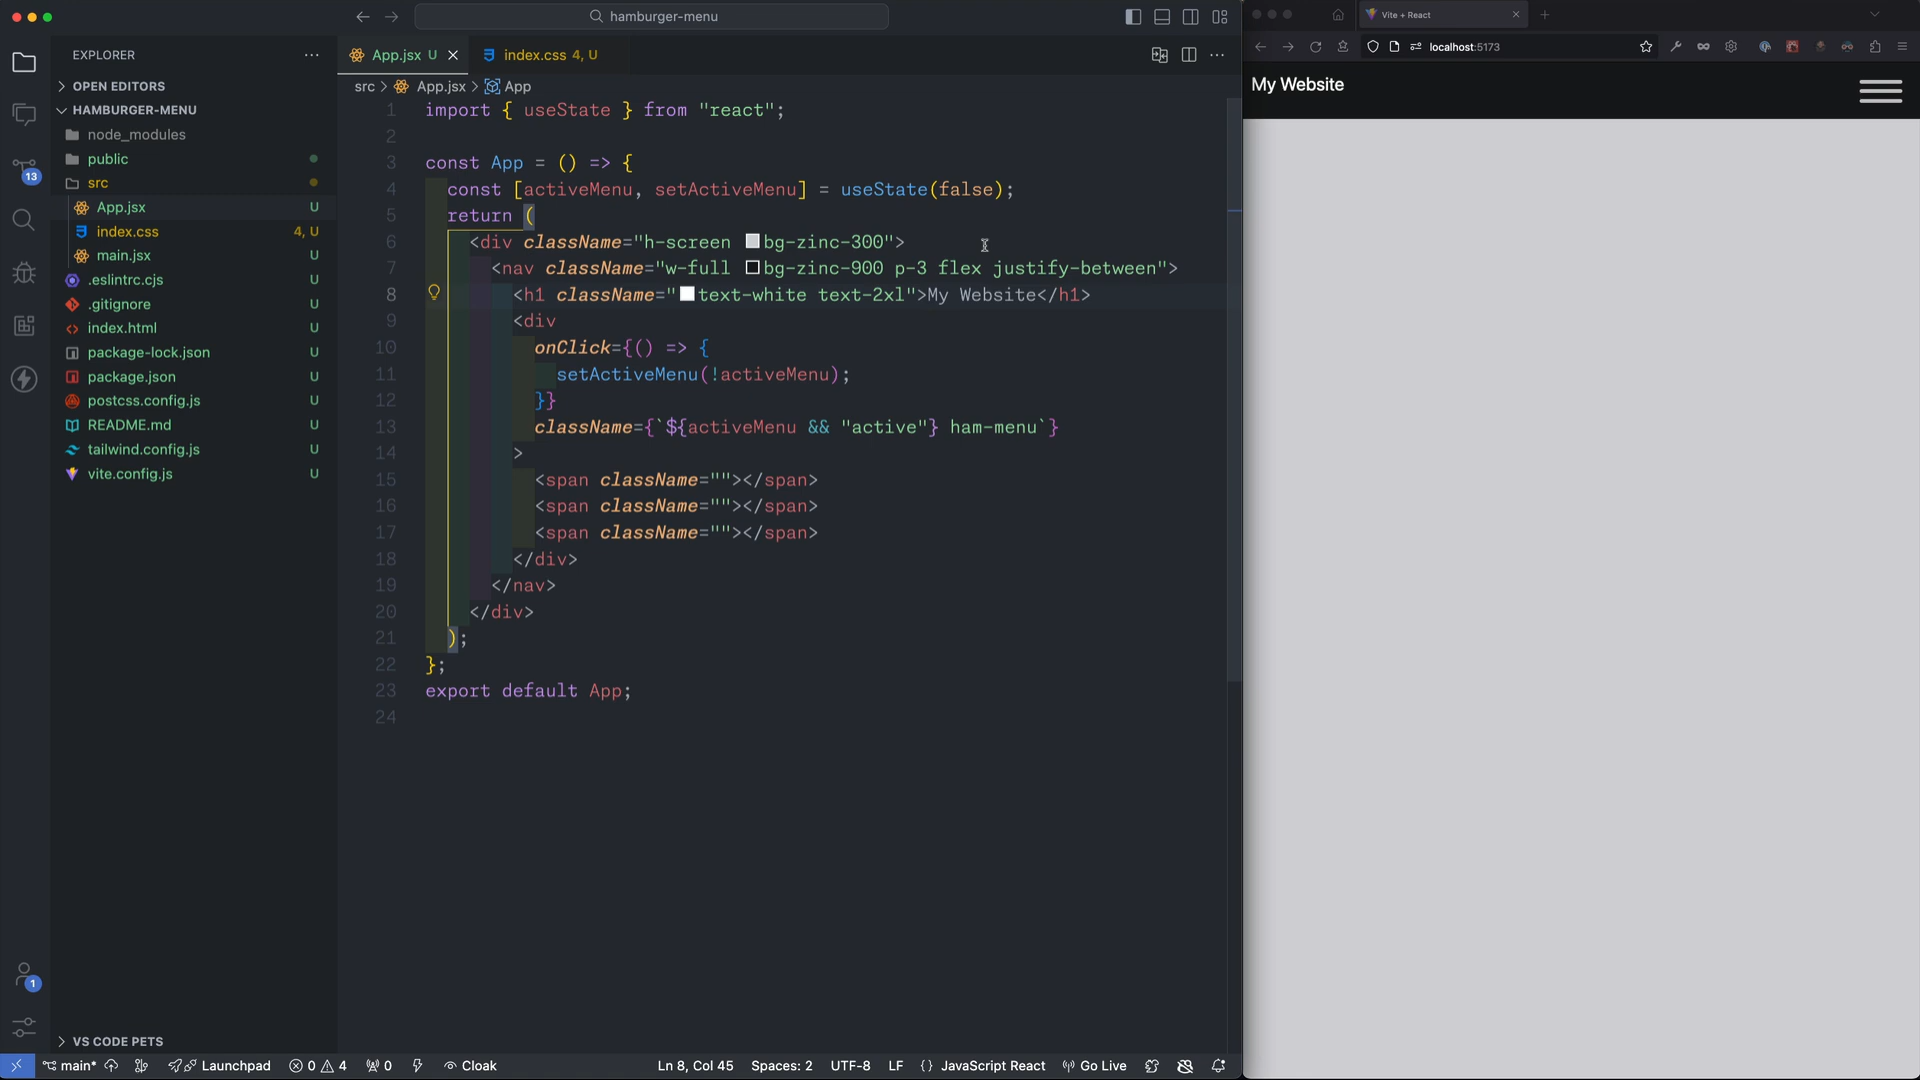 hamburger-menu
Vite + React
EXPLORER
App.jsx U
index.css 4, U
localhost:5173
OPEN EDITORS
src > App.jsx > App
My Website
HAMBURGER-MENU
node_modules
public
src
App.jsx U
index.css 4, U
main.jsx U
.eslintrc.cjs U
.gitignore U
index.html U
package-lock.json U
package.json U
postcss.config.js U
README.md U
tailwind.config.js U
vite.config.js U
13
1 import { useState } from "react";
2
3 const App = () => {
4 const [activeMenu, setActiveMenu] = useState(false);
5 return (
6 <div className="h-screen bg-zinc-300">
7 <nav className="w-full bg-zinc-900 p-3 flex justify-between">
8 <h1 className="text-white text-2xl">My Website</h1>
9 <div
10 onClick={() => {
11 setActiveMenu(!activeMenu);
12 }}
13 className={`${activeMenu && "active"} ham-menu`}
14 >
15 <span className=""></span>
16 <span className=""></span>
17 <span className=""></span>
18 </div>
19 </nav>
20 </div>
21 );
22 };
23 export default App;
24
1
VS CODE PETS
main* Launchpad 0 4 0 Cloak Ln 8, Col 45 Spaces: 2 UTF-8 LF {} JavaScript React Go Live